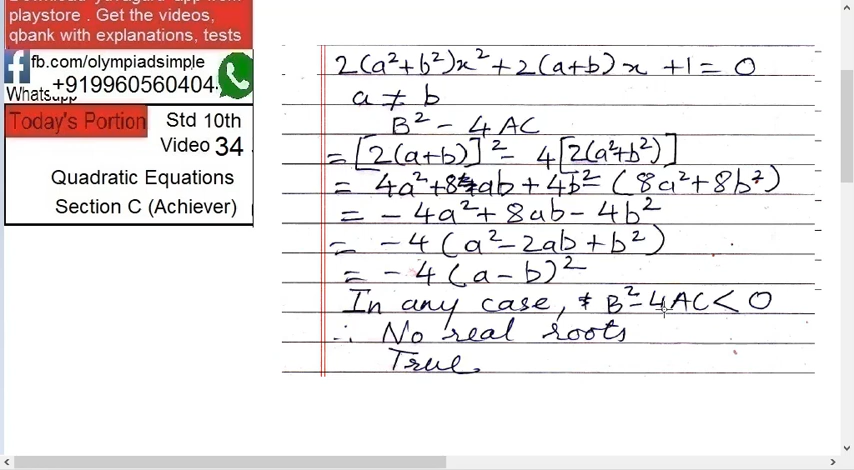 playstore . Get the videos,
qbank with explanations, tests
fb.com/olympiadsimple
+919960560404
Whatsupp
Today's Portion Std 10th
Video 34
Quadratic Equations
Section C (Achiever)
2(a²+b²)x²+2(a+b)x +1=0
a ≠ b
B² - 4AC
= [2(a+b)]² - 4[2(a²+b²)]
= 4a²+8ab+4b² - (8a²+8b²)
= -4a²+8ab-4b²
= -4(a²-2ab+b²)
= -4(a-b)²
In any case, B²-4AC<0
∴ No real roots
True.